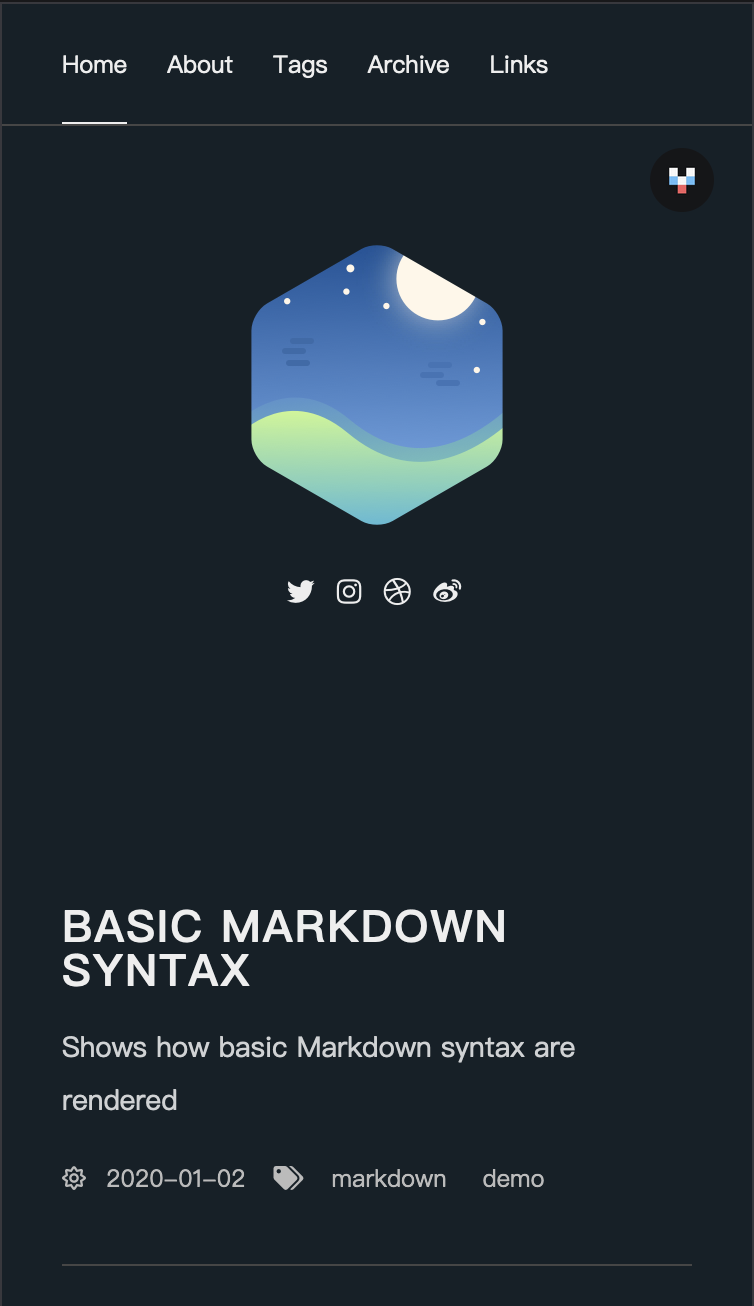 Home About Tags Archive Links
BASIC MARKDOWN
SYNTAX
Shows how basic Markdown syntax are
rendered
2020–01–02 markdown demo